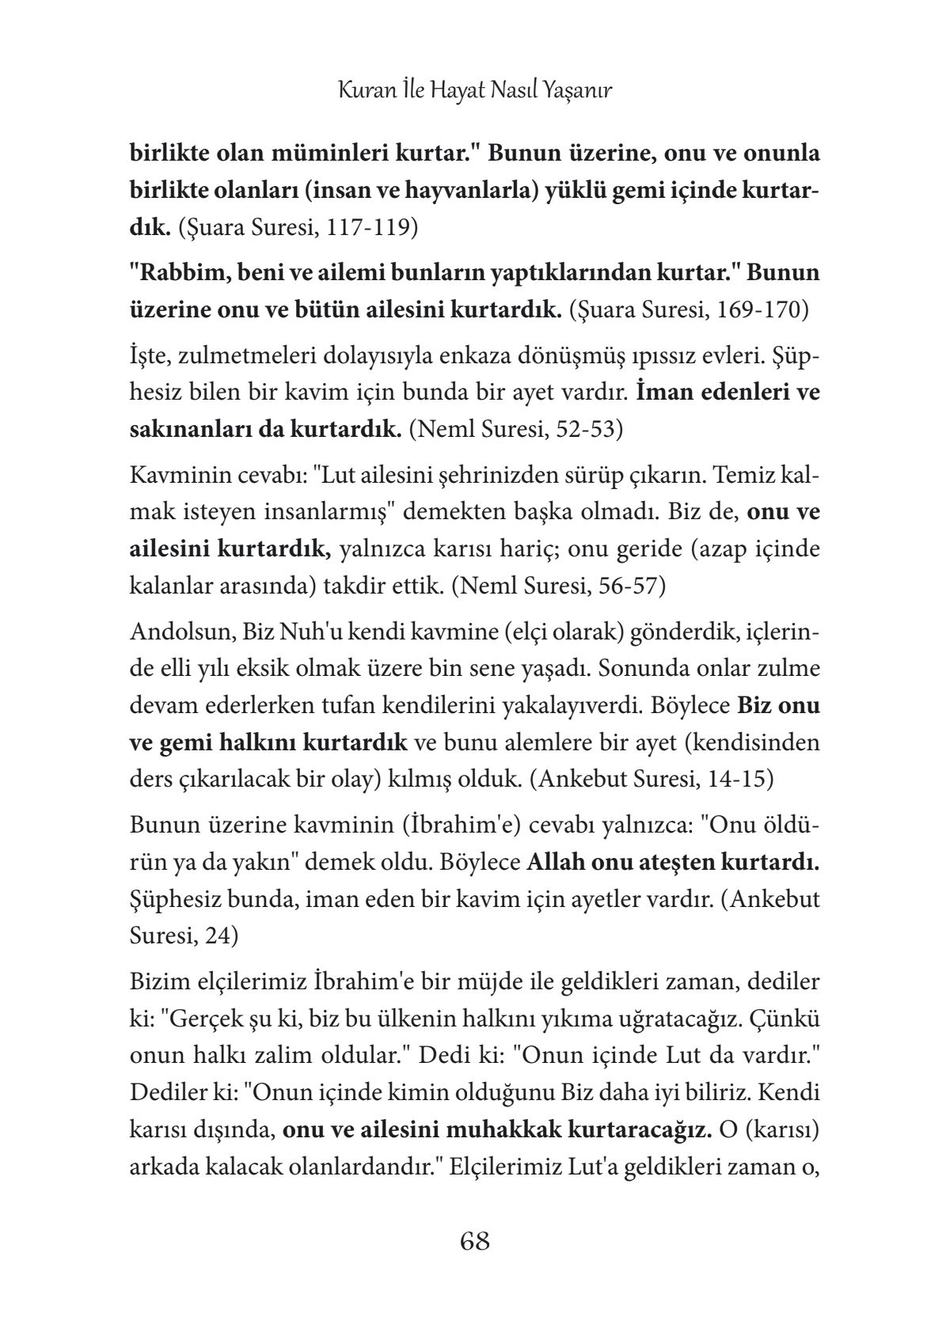 Kuran İle Hayat Nasıl Yaşanır
birlikte olan müminleri kurtar." Bunun üzerine, onu ve onunla
birlikte olanları (insan ve hayvanlarla) yüklü gemi içinde kurtar-
dık. (Şuara Suresi, 117-119)
"Rabbim, beni ve ailemi bunların yaptıklarından kurtar." Bunun
üzerine onu ve bütün ailesini kurtardık. (Şuara Suresi, 169-170)
İşte, zulmetmeleri dolayısıyla enkaza dönüşmüş ıpıssız evleri. Şüp-
hesiz bilen bir kavim için bunda bir ayet vardır. İman edenleri ve
sakınanları da kurtardık. (Neml Suresi, 52-53)
Kavminin cevabı: "Lut ailesini şehrinizden sürüp çıkarın. Temiz kal-
mak isteyen insanlarmış" demekten başka olmadı. Biz de, onu ve
ailesini kurtardık, yalnızca karısı hariç; onu geride (azap içinde
kalanlar arasında) takdir ettik. (Neml Suresi, 56-57)
Andolsun, Biz Nuh'u kendi kavmine (elçi olarak) gönderdik, içlerin-
de elli yılı eksik olmak üzere bin sene yaşadı. Sonunda onlar zulme
devam ederlerken tufan kendilerini yakalayıverdi. Böylece Biz onu
ve gemi halkını kurtardık ve bunu alemlere bir ayet (kendisinden
ders çıkarılacak bir olay) kılmış olduk. (Ankebut Suresi, 14-15)
Bunun üzerine kavminin (İbrahim'e) cevabı yalnızca: "Onu öldü-
rün ya da yakın" demek oldu. Böylece Allah onu ateşten kurtardı.
Şüphesiz bunda, iman eden bir kavim için ayetler vardır. (Ankebut
Suresi, 24)
Bizim elçilerimiz İbrahim'e bir müjde ile geldikleri zaman, dediler
ki: "Gerçek şu ki, biz bu ülkenin halkını yıkıma uğratacağız. Çünkü
onun halkı zalim oldular." Dedi ki: "Onun içinde Lut da vardır."
Dediler ki: "Onun içinde kimin olduğunu Biz daha iyi biliriz. Kendi
karısı dışında, onu ve ailesini muhakkak kurtaracağız. O (karısı)
arkada kalacak olanlardandır." Elçilerimiz Lut'a geldikleri zaman o,
68